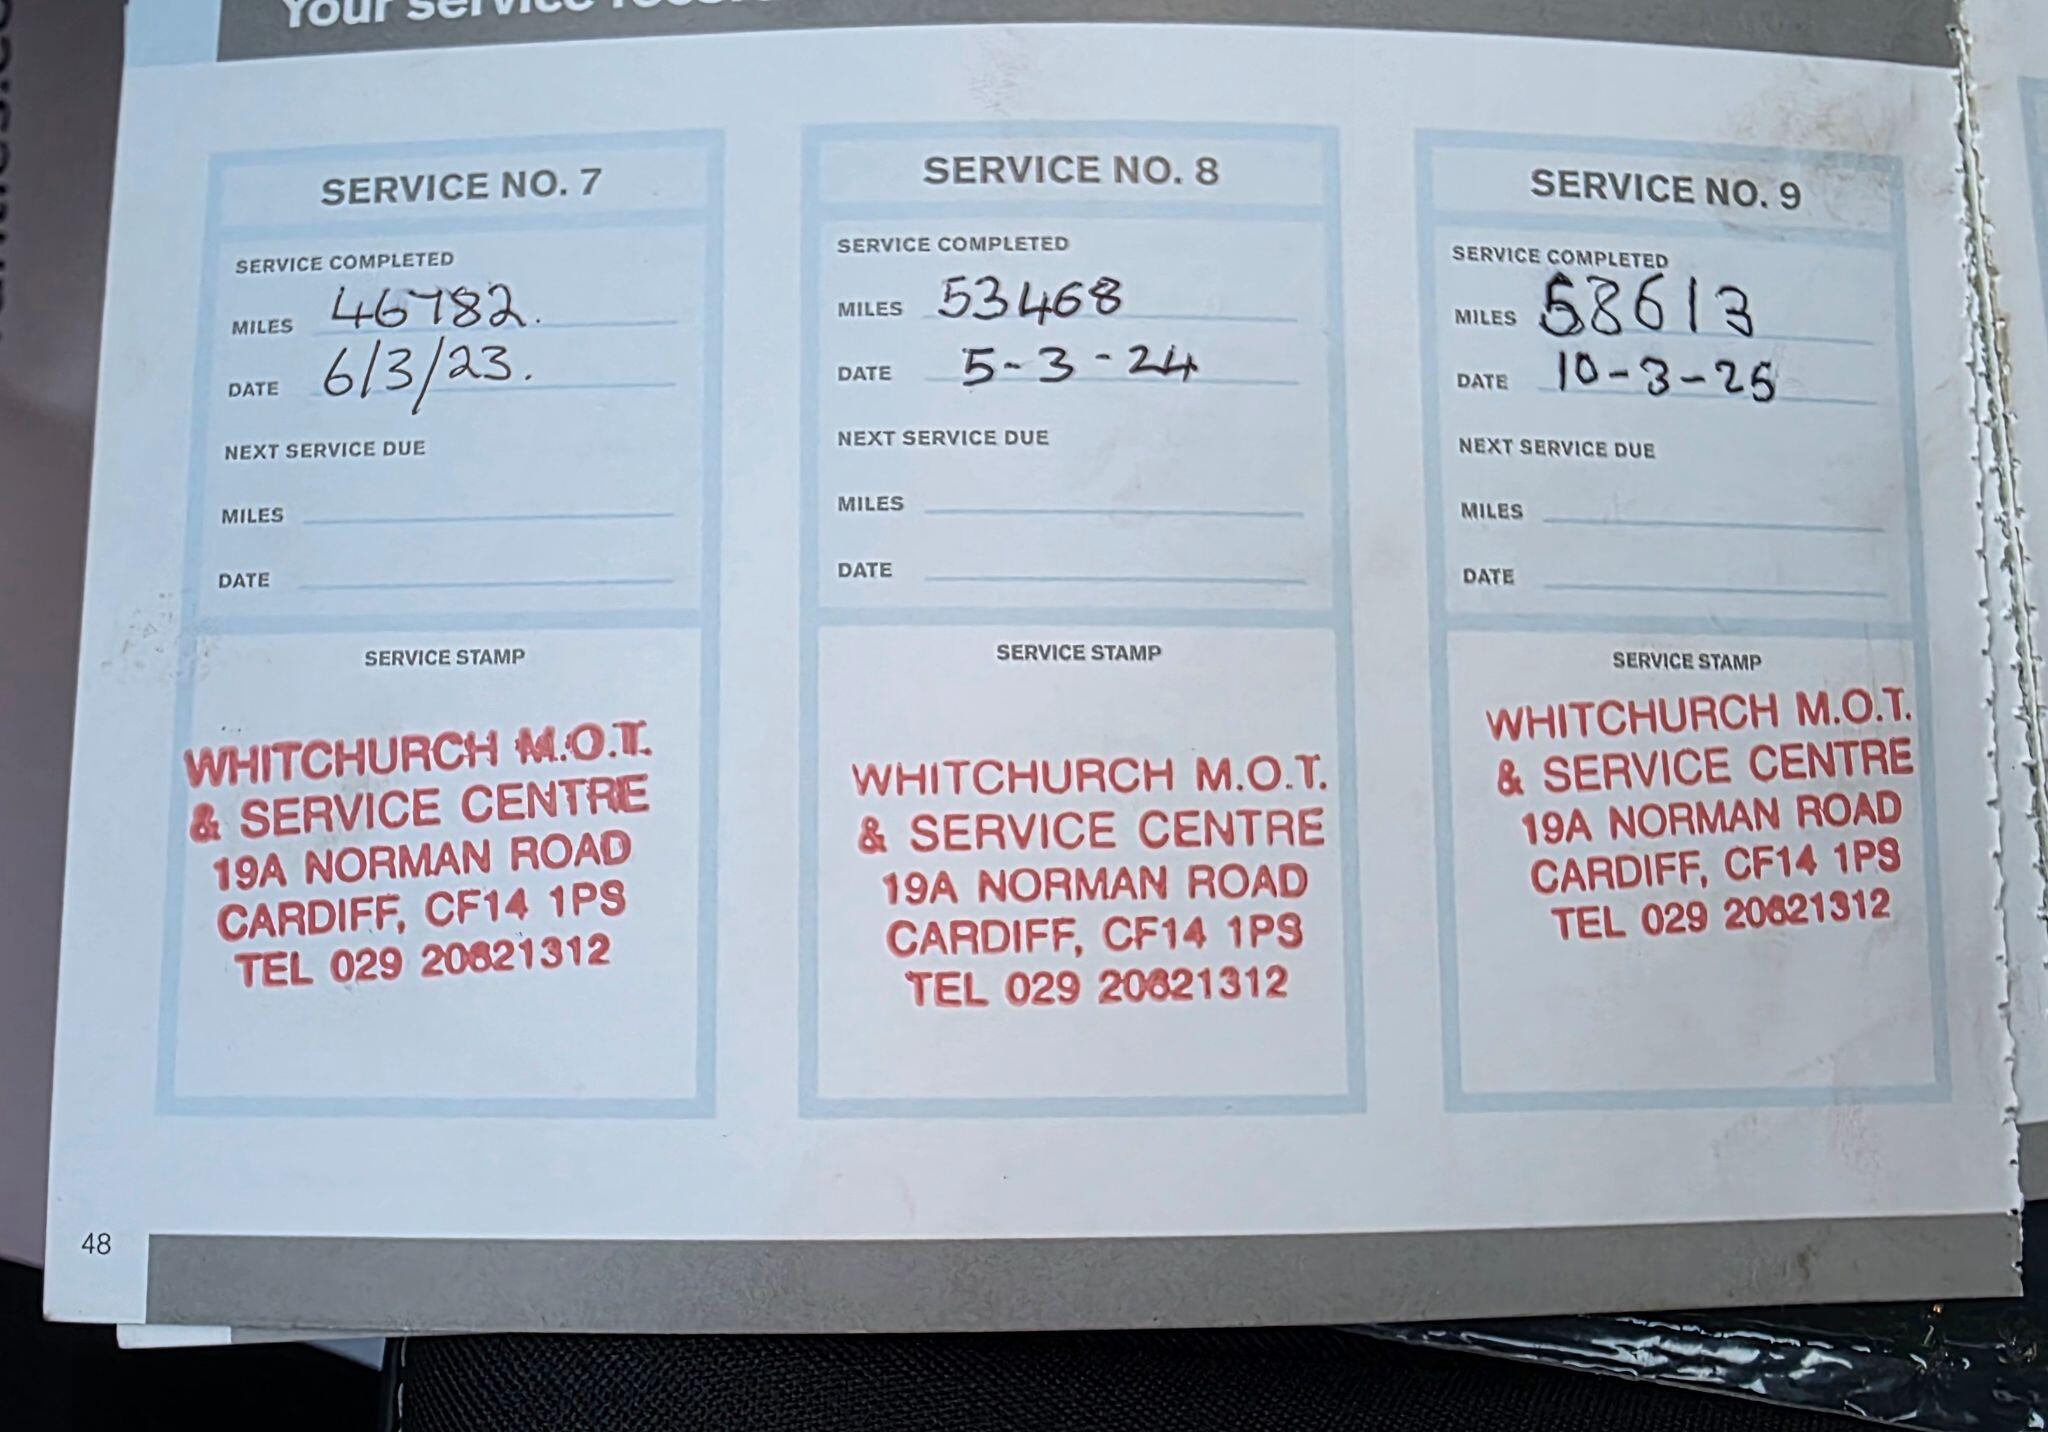 Your service
SERVICE NO. 7
SERVICE COMPLETED
MILES 46782.
DATE 6/3/23.
NEXT SERVICE DUE
MILES
DATE
SERVICE STAMP
WHITCHURCH M.O.T.
& SERVICE CENTRE
19A NORMAN ROAD
CARDIFF, CF14 1PS
TEL 029 20621312
SERVICE NO. 8
SERVICE COMPLETED
MILES 53468
DATE 5-3-24
NEXT SERVICE DUE
MILES
DATE
SERVICE STAMP
WHITCHURCH M.O.T.
& SERVICE CENTRE
19A NORMAN ROAD
CARDIFF, CF14 1PS
TEL 029 20621312
SERVICE NO. 9
SERVICE COMPLETED
MILES 58613
DATE 10-3-25
NEXT SERVICE DUE
MILES
DATE
SERVICE STAMP
WHITCHURCH M.O.T.
& SERVICE CENTRE
19A NORMAN ROAD
CARDIFF, CF14 1PS
TEL 029 20621312
48